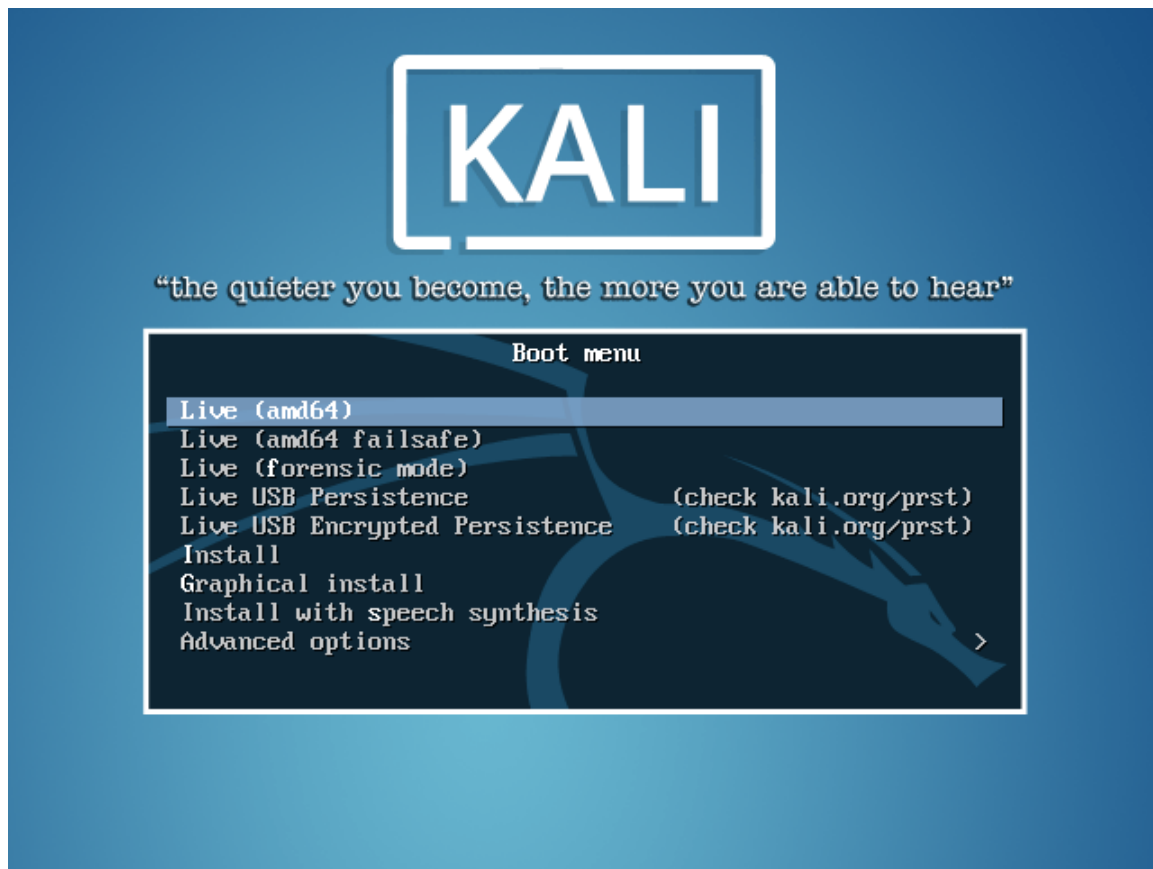 KALI
“the quieter you become, the more you are able to hear”
Boot menu
Live (amd64)
Live (amd64 failsafe)
Live (forensic mode)
Live USB Persistence (check kali.org/prst)
Live USB Encrypted Persistence (check kali.org/prst)
Install
Graphical install
Install with speech synthesis
Advanced options >